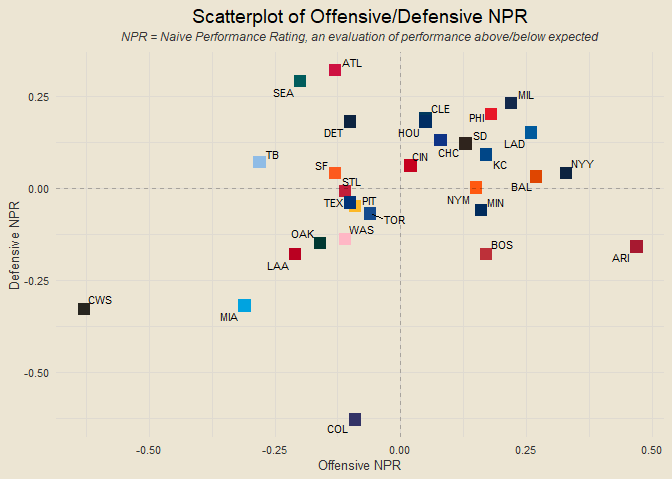 Scatterplot of Offensive/Defensive NPR
NPR = Naive Performance Rating, an evaluation of performance above/below expected
ATL
SEA
0.25
MIL
CLE
PHI
DET
HOU
SD
LAD
CHC
TB
CIN
KC
NYY
SF
STL
0.00
BAL
TEX
PIT
NYM
MIN
TOR
OAK
WAS
BOS
ARI
LAA
Defensive NPR
-0.25
CWS
MIA
-0.50
COL
-0.50
-0.25
0.00
0.25
0.50
Offensive NPR